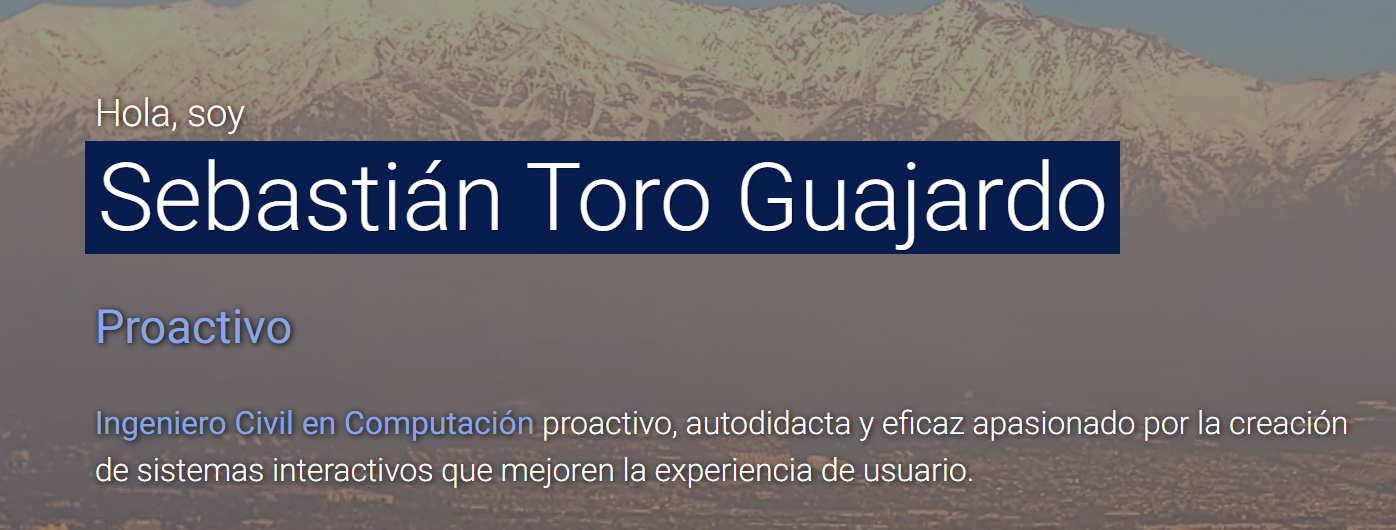 Hola, soy
Sebastián Toro Guajardo
Proactivo
Ingeniero Civil en Computación proactivo, autodidacta y eficaz apasionado por la creación
de sistemas interactivos que mejoren la experiencia de usuario.